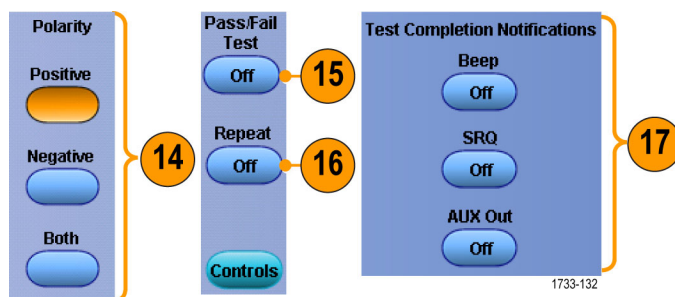 Polarity
Positive
Negative
Both
14
Pass/Fail
Test
Off
15
Repeat
Off
16
Controls
Test Completion Notifications
Beep
Off
SRQ
Off
AUX Out
Off
17
1733-132